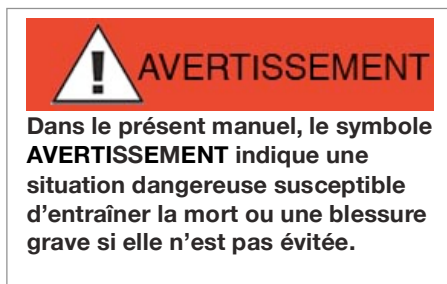 AVERTISSEMENT
Dans le présent manuel, le symbole
AVERTISSEMENT indique une
situation dangereuse susceptible
d’entraîner la mort ou une blessure
grave si elle n’est pas évitée.